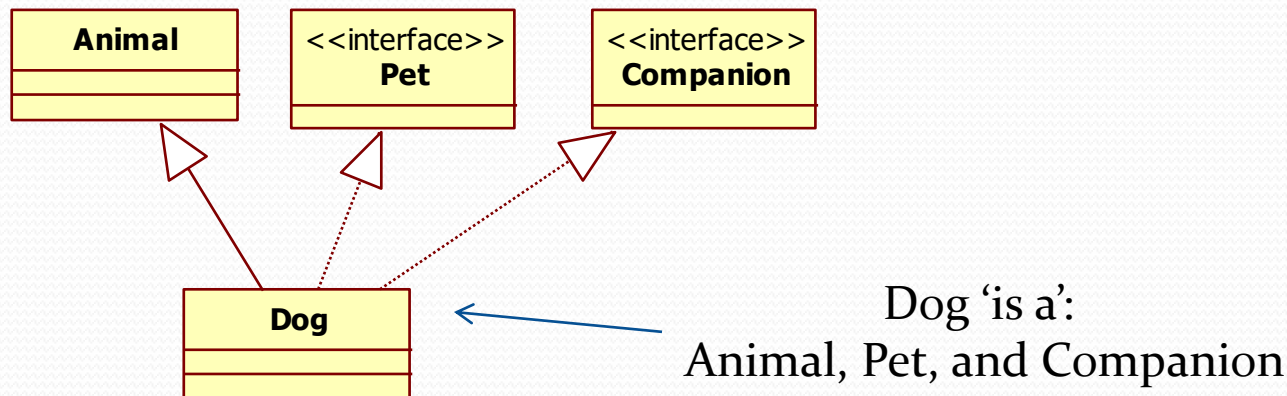 Animal
<<interface>>
Pet
<<interface>>
Companion
Dog
Dog ‘is a’:
Animal, Pet, and Companion